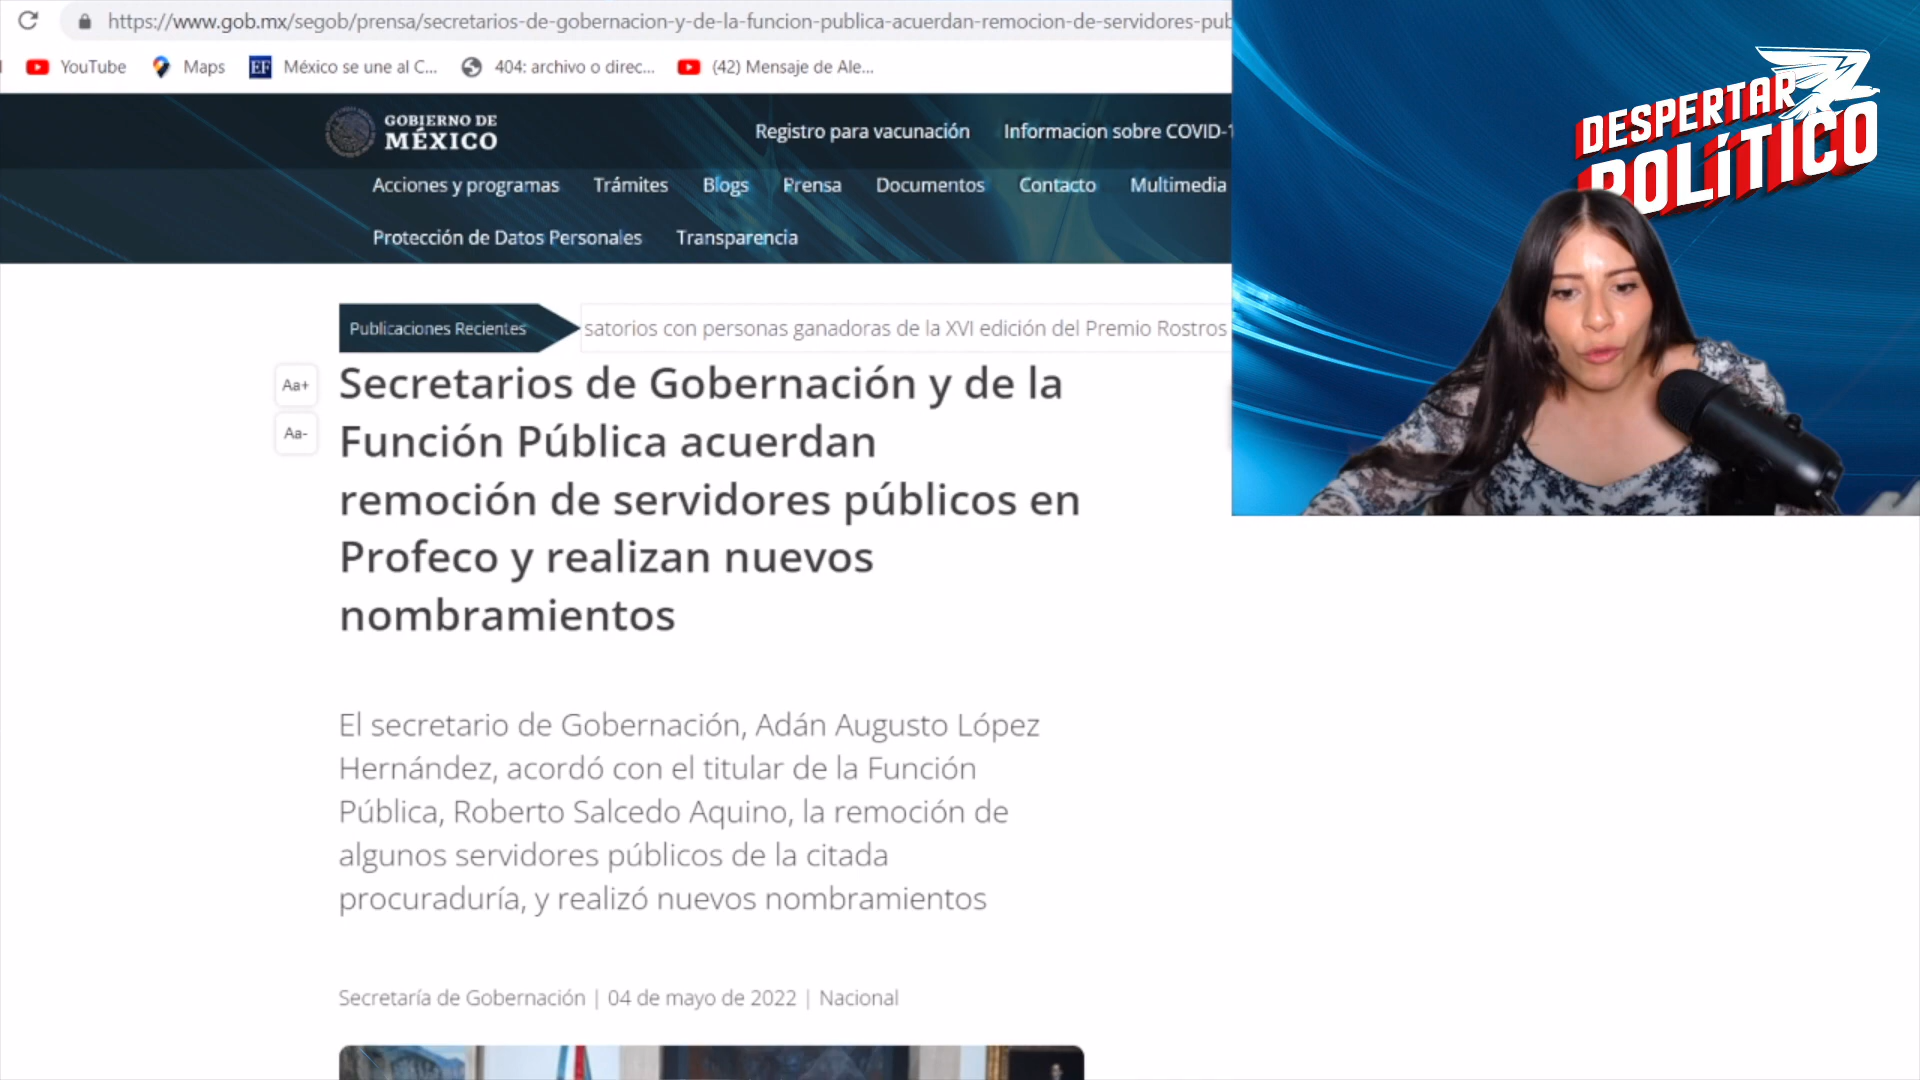 https://www.gob.mx/segob/prensa/secretarios-de-gobernacion-y-de-la-funcion-publica-acuerdan-remocion-de-servidores-pub
YouTube Maps EF México se une al C... 404: archivo o direc... (42) Mensaje de Ale...
DESPERTAR
POLÍTICO
GOBIERNO DE
MÉXICO
Registro para vacunación Informacion sobre COVID-1
Acciones y programas Trámites Blogs Prensa Documentos Contacto Multimedia
Protección de Datos Personales Transparencia
Publicaciones Recientes satorios con personas ganadoras de la XVI edición del Premio Rostros
Aa+
Aa-
Secretarios de Gobernación y de la
Función Pública acuerdan
remoción de servidores públicos en
Profeco y realizan nuevos
nombramientos
El secretario de Gobernación, Adán Augusto López
Hernández, acordó con el titular de la Función
Pública, Roberto Salcedo Aquino, la remoción de
algunos servidores públicos de la citada
procuraduría, y realizó nuevos nombramientos
Secretaría de Gobernación | 04 de mayo de 2022 | Nacional